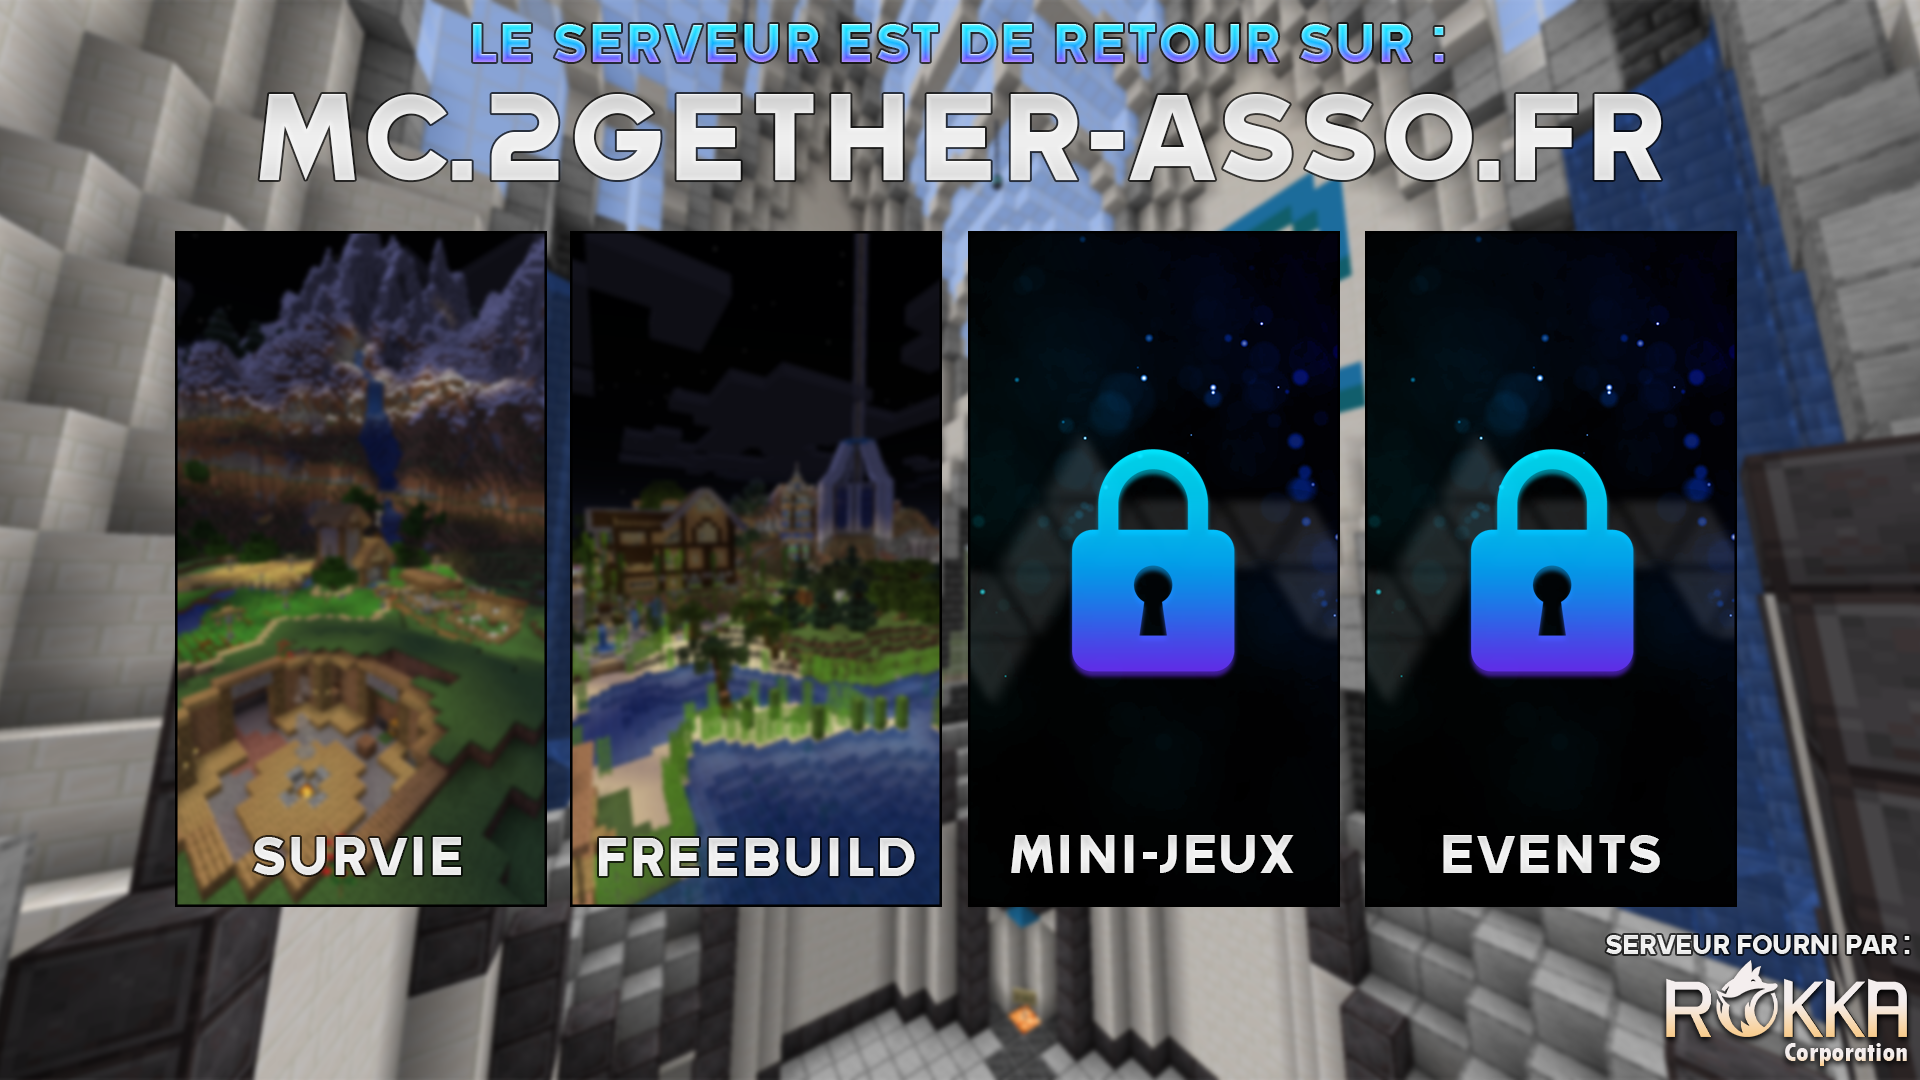 LE SERVEUR EST DE RETOUR SUR :
MC.2GETHER-ASSO.FR
SURVIE
FREEBUILD
MINI-JEUX
EVENTS
SERVEUR FOURNI PAR :
ROKKA
Corporation